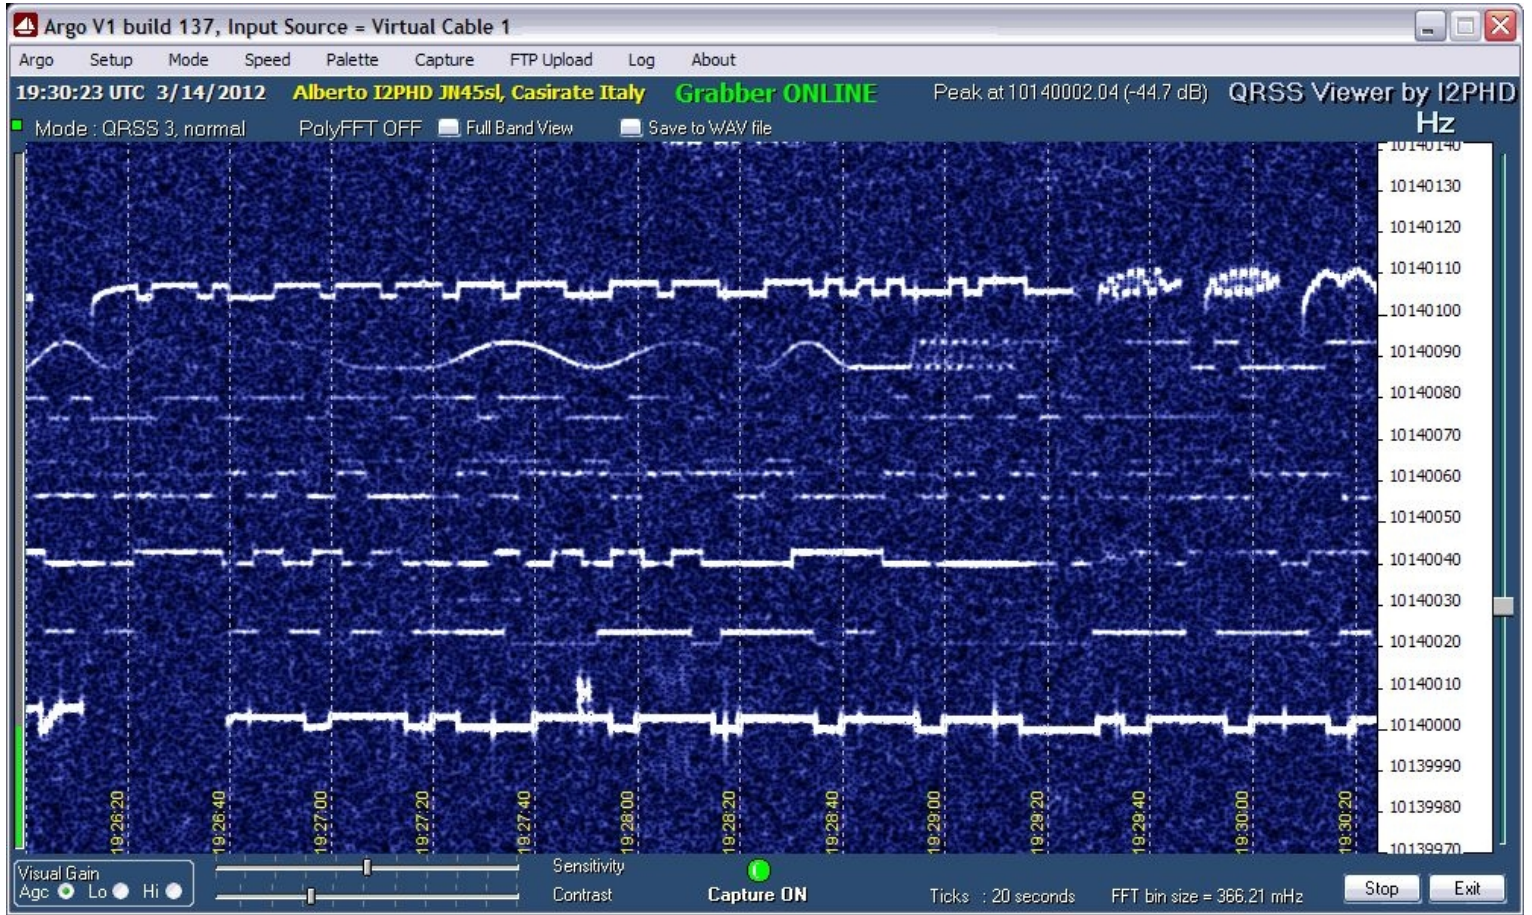 Argo V1 build 137, Input Source = Virtual Cable 1
Argo Setup Mode Speed Palette Capture FTP Upload Log About
19:30:23 UTC 3/14/2012 Alberto I2PHD JN45sl, Casirate Italy Grabber ONLINE Peak at 10140002.04 (-44.7 dB) QRSS Viewer by I2PHD
Mode : QRSS 3, normal PolyFFT OFF Full Band View Save to WAV file Hz
10140140
10140130
10140120
10140110
10140100
10140090
10140080
10140070
10140060
10140050
10140040
10140030
10140020
10140010
10140000
10139990
10139980
10139970
19:26:20 19:26:40 19:27:00 19:27:20 19:27:40 19:28:00 19:28:20 19:28:40 19:29:00 19:29:20 19:29:40 19:30:00 19:30:20
Visual Gain
Agc Lo Hi
Sensitivity
Contrast
Capture ON
Ticks : 20 seconds FFT bin size = 366.21 mHz
Stop Exit